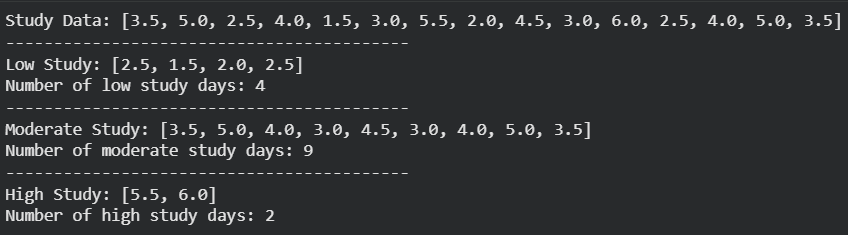 Study Data: [3.5, 5.0, 2.5, 4.0, 1.5, 3.0, 5.5, 2.0, 4.5, 3.0, 6.0, 2.5, 4.0, 5.0, 3.5]
------------------------------------------
Low Study: [2.5, 1.5, 2.0, 2.5]
Number of low study days: 4
------------------------------------------
Moderate Study: [3.5, 5.0, 4.0, 3.0, 4.5, 3.0, 4.0, 5.0, 3.5]
Number of moderate study days: 9
------------------------------------------
High Study: [5.5, 6.0]
Number of high study days: 2